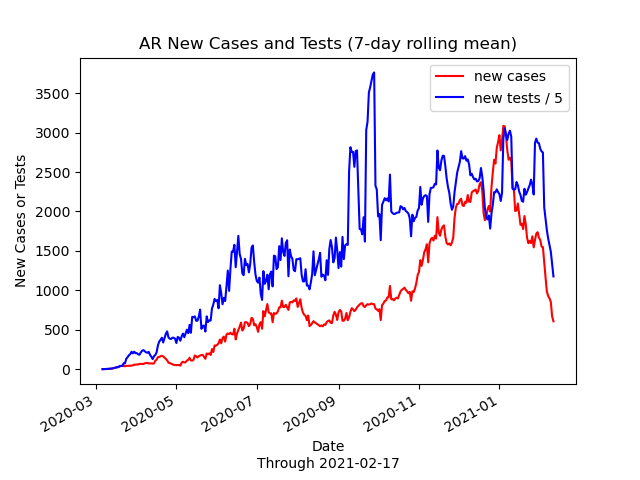 AR New Cases and Tests (7-day rolling mean)
new cases
new tests / 5
3500
3000
2500
2000
1500
1000
500
0
New Cases or Tests
2020-03
2020-05
2020-07
2020-09
2020-11
2021-01
Date
Through 2021-02-17